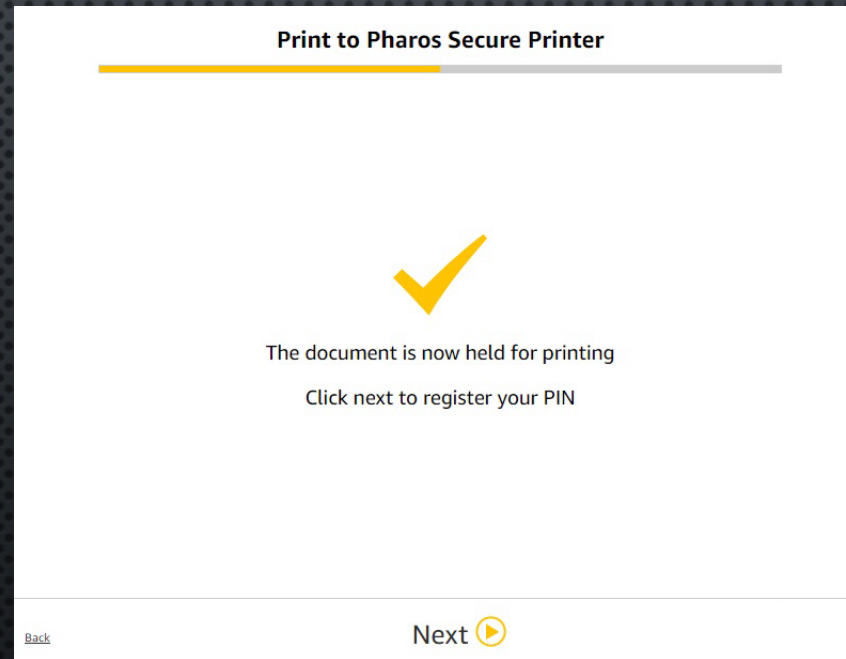 Print to Pharos Secure Printer
The document is now held for printing
Click next to register your PIN
Back
Next